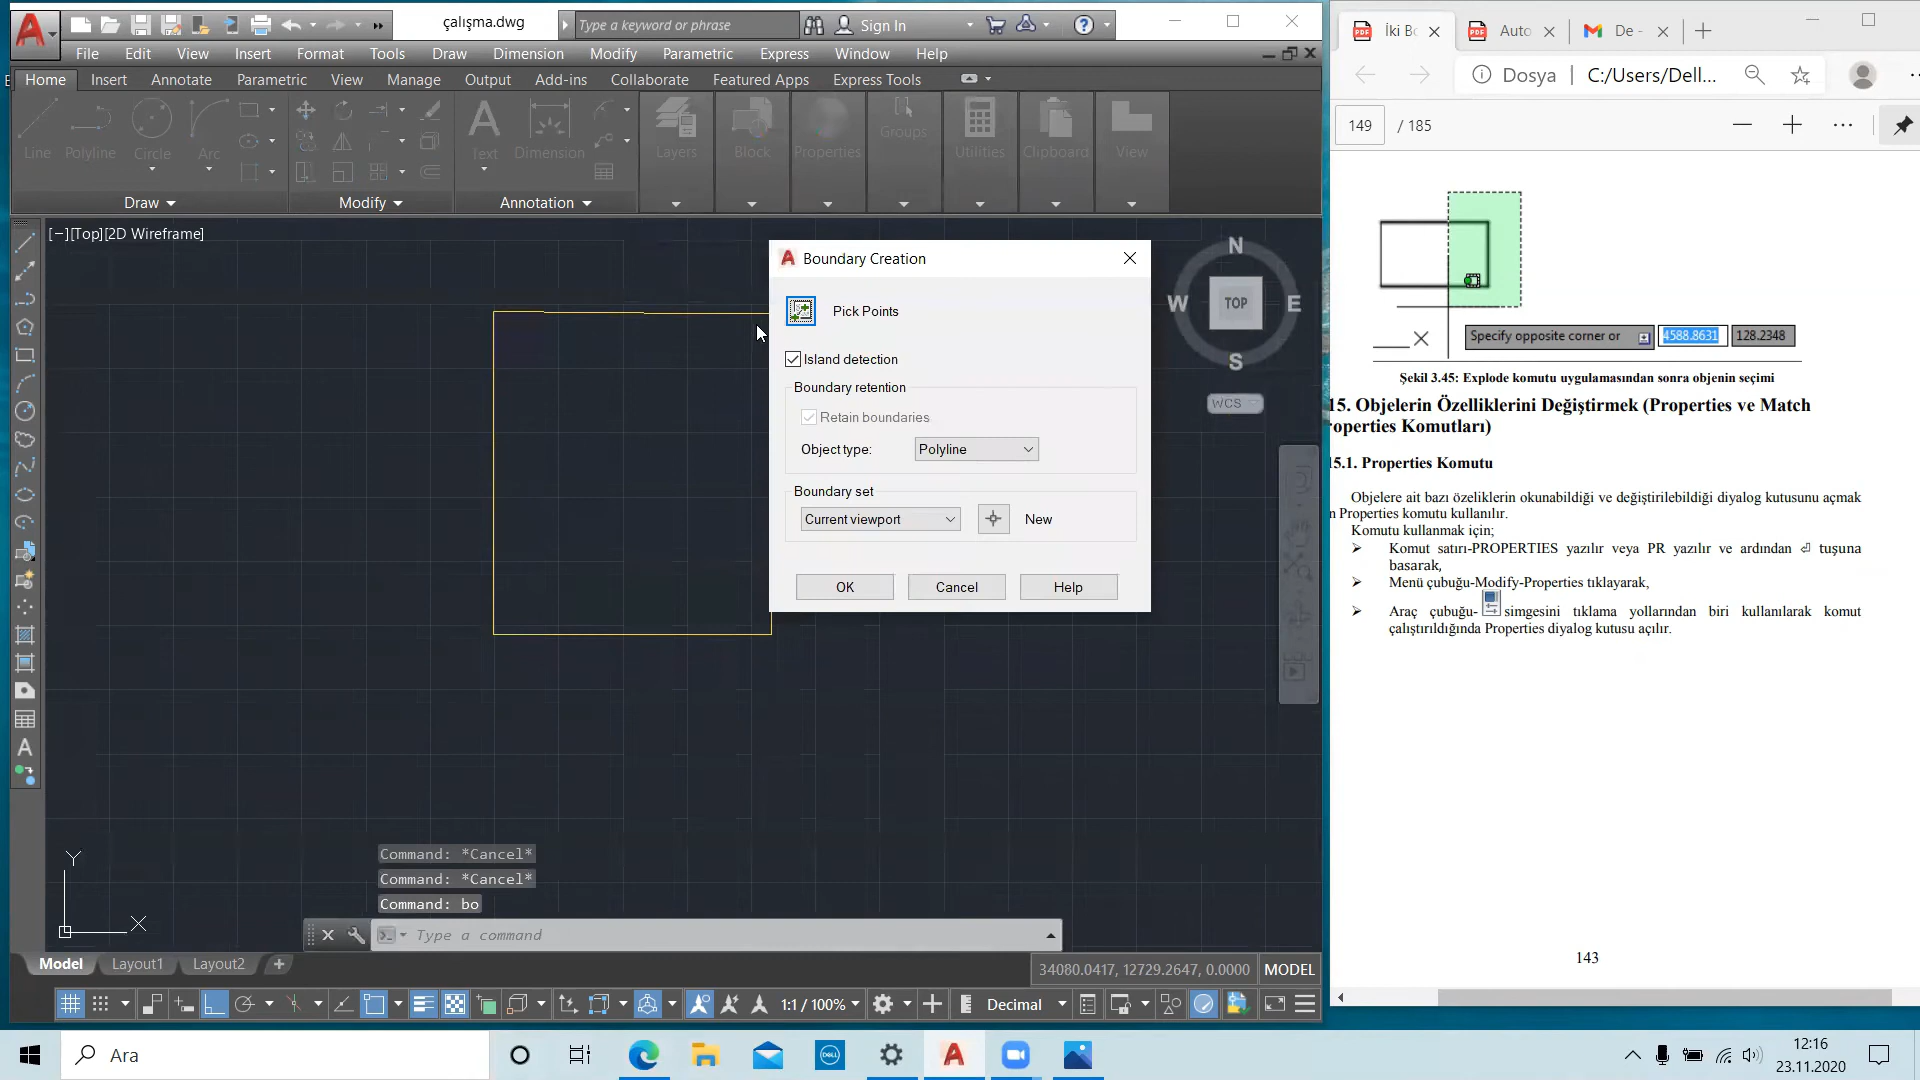 çalışma.dwg
Type a keyword or phrase
Sign In
File Edit View Insert Format Tools Draw Dimension Modify Parametric Express Window Help
Home Insert Annotate Parametric View Manage Output Add-ins Collaborate Featured Apps Express Tools
Line Polyline Circle Arc Text Dimension Layers Block Properties Groups Utilities Clipboard View
Draw Modify Annotation
[−][Top][2D Wireframe]
Boundary Creation
Pick Points
Island detection
Boundary retention
Retain boundaries
Object type: Polyline
Boundary set
Current viewport New
OK Cancel Help
N
W TOP E
S
WCS
Y
X
Command: *Cancel*
Command: *Cancel*
Command: bo
Type a command
Model Layout1 Layout2 +
34080.0417, 12729.2647, 0.0000 MODEL
1:1 / 100% Decimal
Ara
DELL
12:16
23.11.2020
PDF İki Bo PDF Auto De -
Dosya C:/Users/Dell...
149 / 185
Specify opposite corner or 4588.8631 128.2348
Şekil 3.45: Explode komutu uygulamasından sonra objenin seçimi
15. Objelerin Özelliklerini Değiştirmek (Properties ve Match
roperties Komutları)
15.1. Properties Komutu
Objelere ait bazı özeliklerin okunabildiği ve değiştirilebildiği diyalog kutusunu açmak
n Properties komutu kullanılır.
Komutu kullanmak için;
Komut satırı-PROPERTIES yazılır veya PR yazılır ve ardından ⏎ tuşuna
basarak,
Menü çubuğu-Modify-Properties tıklayarak,
Araç çubuğu- simgesini tıklama yollarından biri kullanılarak komut
çalıştırıldığında Properties diyalog kutusu açılır.
143